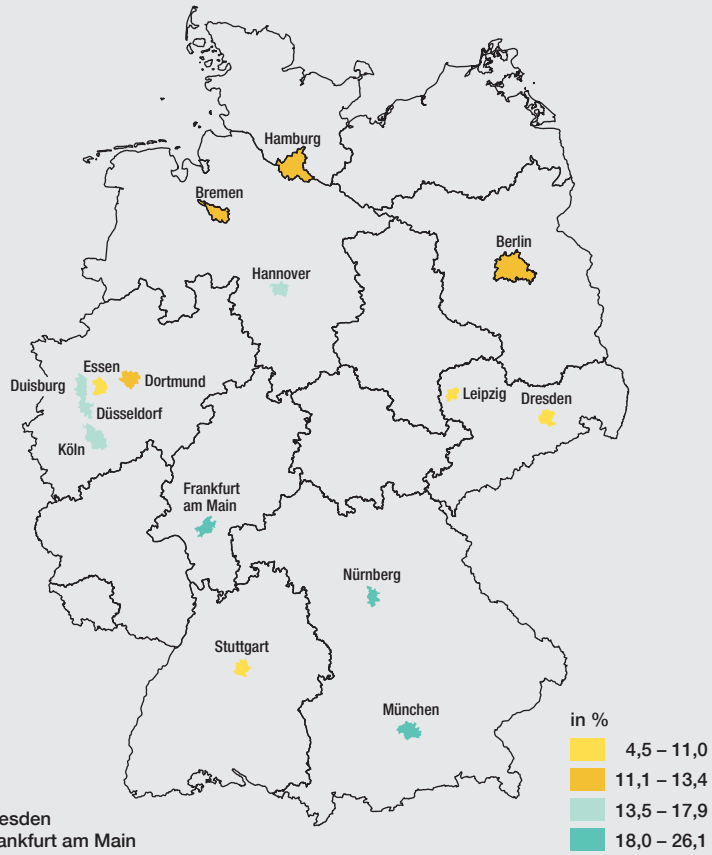 Hamburg
Bremen
Berlin
Hannover
Essen
Duisburg
Dortmund
Düsseldorf
Köln
Leipzig
Dresden
Frankfurt
am Main
Nürnberg
Stuttgart
München
in %
4,5 – 11,0
11,1 – 13,4
13,5 – 17,9
18,0 – 26,1
esden
ankfurt am Main